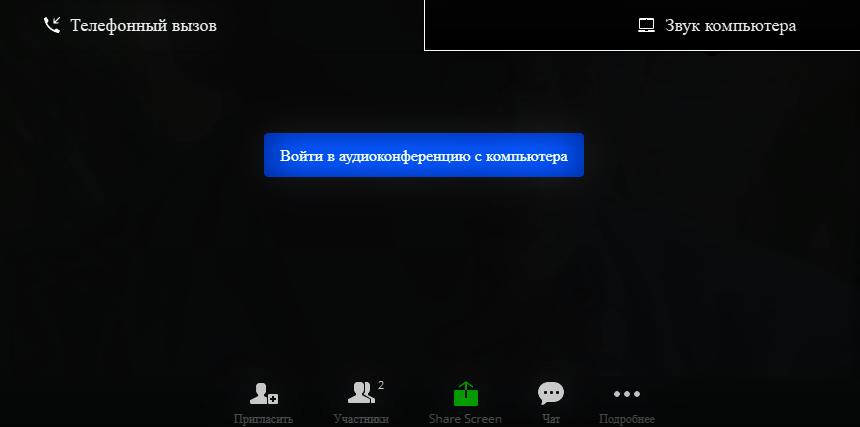 Телефонный вызов
Звук компьютера
Войти в аудиоконференцию с компьютера
2
Пригласить
Участники
Share Screen
Чат
Подробнее